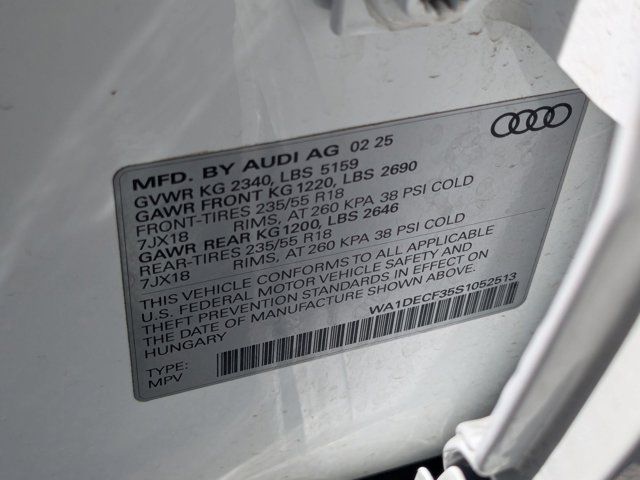 MFD. BY AUDI AG 02 25
GVWR KG 2340, LBS 5159
GAWR FRONT KG 1220, LBS 2690
FRONT-TIRES 235/55 R18
7JX18 RIMS, AT 260 KPA 38 PSI COLD
GAWR REAR KG1200, LBS 2646
REAR-TIRES 235/55 R18
7JX18 RIMS, AT 260 KPA 38 PSI COLD
THIS VEHICLE CONFORMS TO ALL APPLICABLE
U.S. FEDERAL MOTOR VEHICLE SAFETY AND
THEFT PREVENTION STANDARDS IN EFFECT ON
THE DATE OF MANUFACTURE SHOWN ABOVE.
HUNGARY
WA1DECF35S1052513
TYPE:
MPV